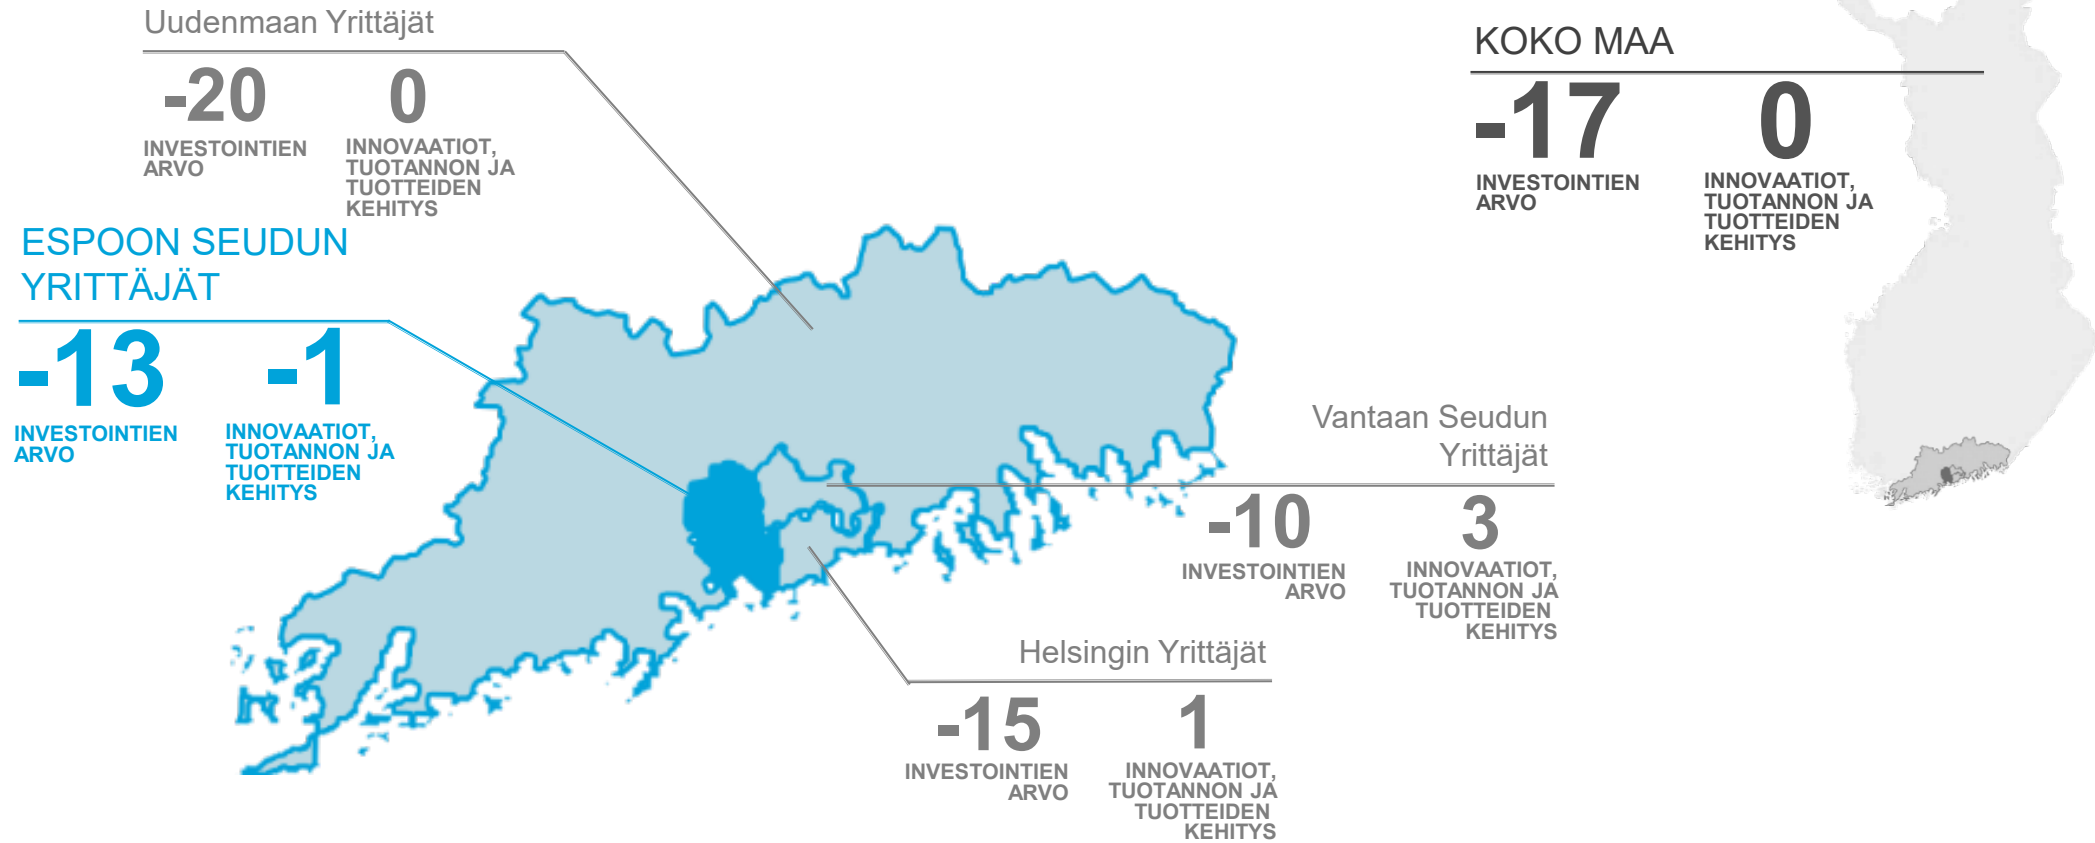 Uudenmaan Yrittäjät
-20
INVESTOINTIEN
ARVO
0
INNOVAATIOT,
TUOTANNON JA
TUOTTEIDEN
KEHITYS
KOKO MAA
-17
INVESTOINTIEN
ARVO
0
INNOVAATIOT,
TUOTANNON JA
TUOTTEIDEN
KEHITYS
ESPOON SEUDUN
YRITTÄJÄT
-13
INVESTOINTIEN
ARVO
-1
INNOVAATIOT,
TUOTANNON JA
TUOTTEIDEN
KEHITYS
Vantaan Seudun
Yrittäjät
-10
INVESTOINTIEN
ARVO
3
INNOVAATIOT,
TUOTANNON JA
TUOTTEIDEN
KEHITYS
Helsingin Yrittäjät
-15
INVESTOINTIEN
ARVO
1
INNOVAATIOT,
TUOTANNON JA
TUOTTEIDEN
KEHITYS